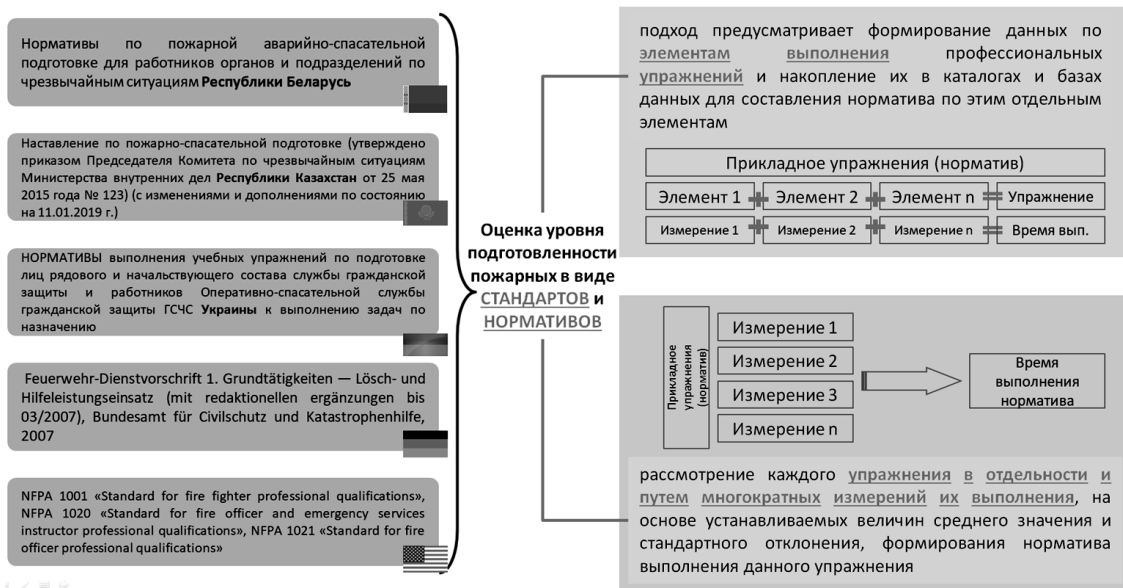 Нормативы по пожарной аварийно-спасательной
подготовке для работников органов и подразделений по
чрезвычайным ситуациям Республики Беларусь
Наставление по пожарно-спасательной подготовке (утверждено
приказом Председателя Комитета по чрезвычайным ситуациям
Министерства внутренних дел Республики Казахстан от 25 мая
2015 года № 123) (с изменениями и дополнениями по состоянию
на 11.01.2019 г.)
НОРМАТИВЫ выполнения учебных упражнений по подготовке
лиц рядового и начальствующего состава службы гражданской
защиты и работников Оперативно-спасательной службы
гражданской защиты ГСЧС Украины к выполнению задач по
назначению
Feuerwehr-Dienstvorschrift 1. Grundtätigkeiten — Lösch- und
Hilfeleistungseinsatz (mit redaktionellen ergänzungen bis
03/2007), Bundesamt für Civilschutz und Katastrophenhilfe,
2007
NFPA 1001 «Standard for fire fighter professional qualifications»,
NFPA 1020 «Standard for fire officer and emergency services
instructor professional qualifications», NFPA 1021 «Standard for fire
officer professional qualifications»
Оценка уровня
подготовленности
пожарных в виде
СТАНДАРТОВ и
НОРМАТИВОВ
подход предусматривает формирование данных по
элементам выполнения профессиональных
упражнений и накопление их в каталогах и базах
данных для составления норматива по этим отдельным
элементам
Прикладное упражнения (норматив)
Элемент 1 + Элемент 2 + Элемент n = Упражнение
Измерение 1 + Измерение 2 + Измерение n = Время вып.
Прикладное
упражнения
(норматив)
Измерение 1
Измерение 2
Измерение 3
Измерение n
Время
выполнения
норматива
рассмотрение каждого упражнения в отдельности и
путем многократных измерений их выполнения, на
основе устанавливаемых величин среднего значения и
стандартного отклонения, формирования норматива
выполнения данного упражнения